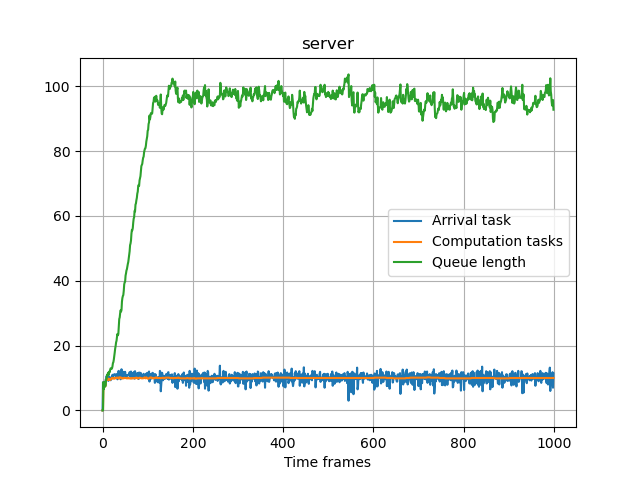 server
100
80
60
40
20
0
Arrival task
Computation tasks
Queue length
0 200 400 600 800 1000
Time frames